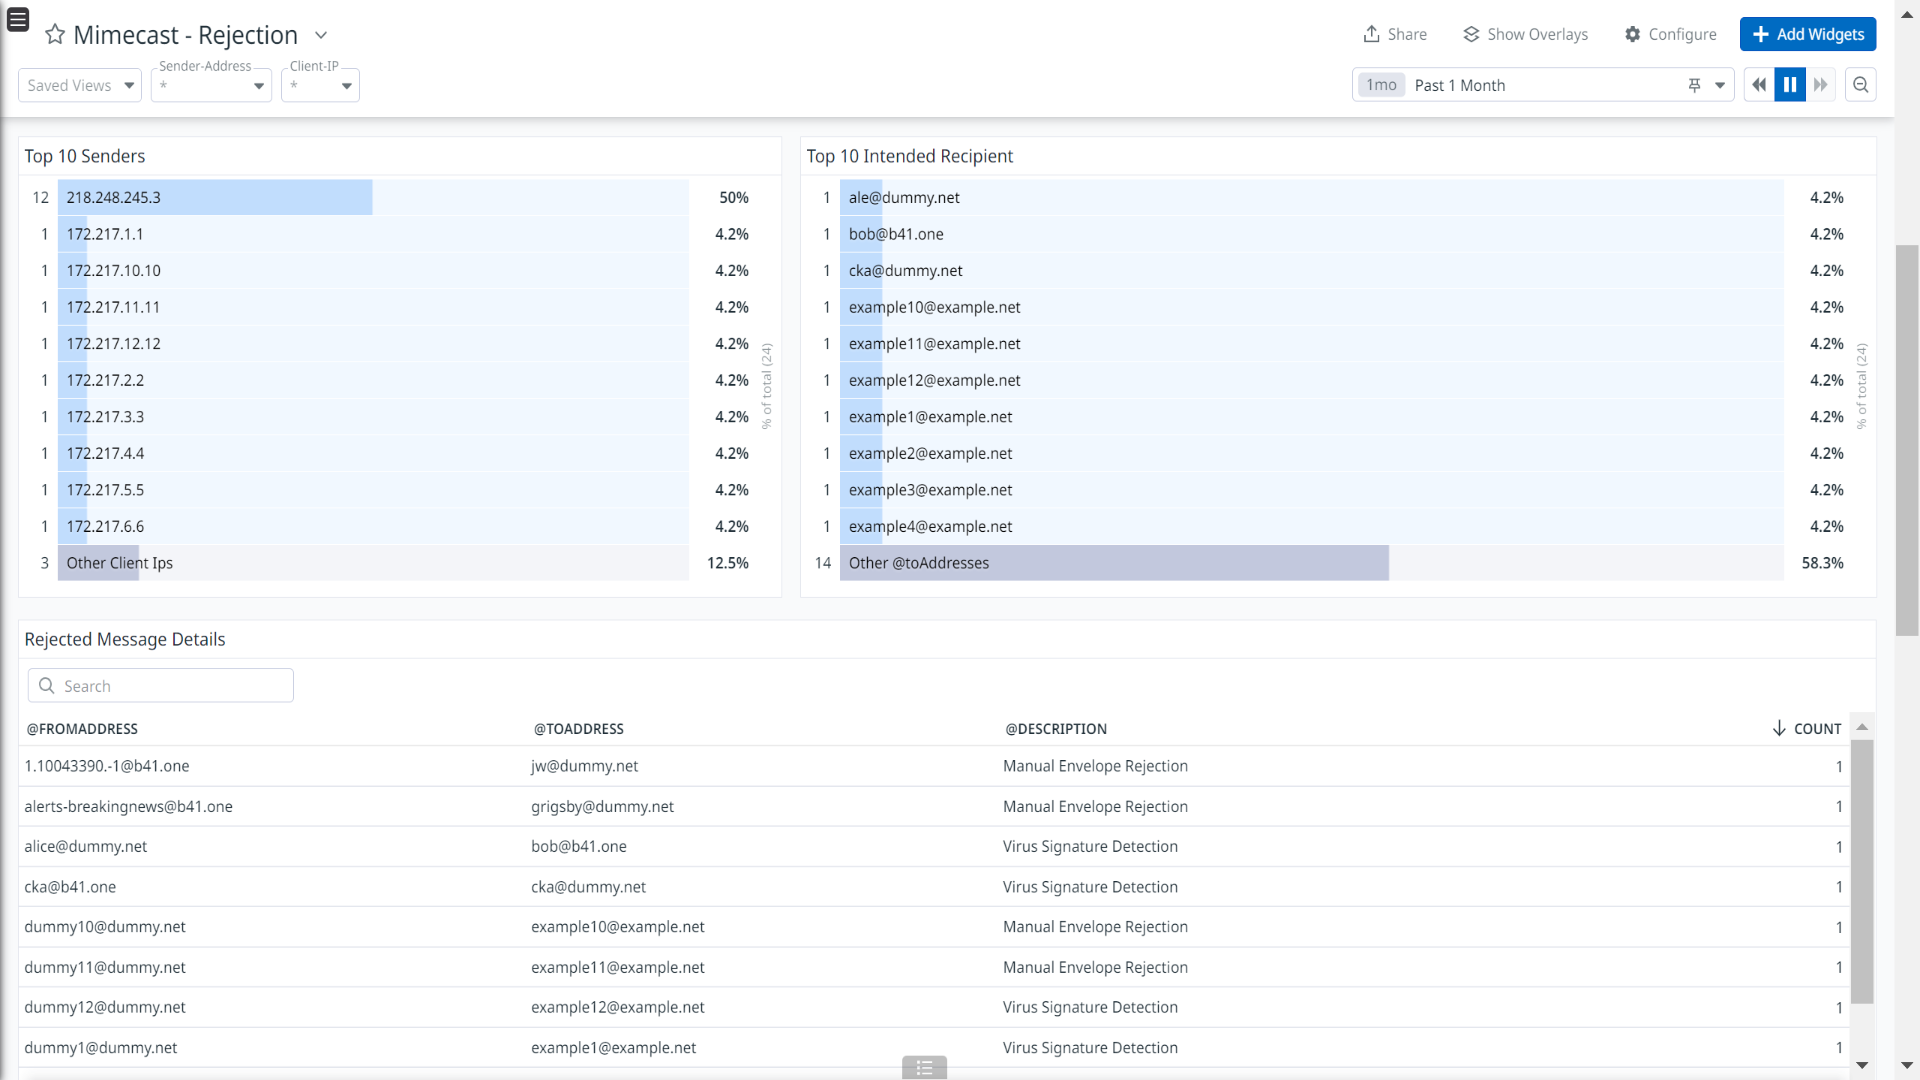 Mimecast - Rejection
Share
Show Overlays
Configure
Add Widgets
Saved Views
Sender-Address
*
Client-IP
*
1mo Past 1 Month
Top 10 Senders
12 218.248.245.3 50%
1 172.217.1.1 4.2%
1 172.217.10.10 4.2%
1 172.217.11.11 4.2%
1 172.217.12.12 4.2%
1 172.217.2.2 4.2%
1 172.217.3.3 4.2%
1 172.217.4.4 4.2%
1 172.217.5.5 4.2%
1 172.217.6.6 4.2%
3 Other Client Ips 12.5%
% of total (24)
Top 10 Intended Recipient
1 ale@dummy.net 4.2%
1 bob@b41.one 4.2%
1 cka@dummy.net 4.2%
1 example10@example.net 4.2%
1 example11@example.net 4.2%
1 example12@example.net 4.2%
1 example1@example.net 4.2%
1 example2@example.net 4.2%
1 example3@example.net 4.2%
1 example4@example.net 4.2%
14 Other @toAddresses 58.3%
% of total (24)
Rejected Message Details
Search
@FROMADDRESS @TOADDRESS @DESCRIPTION COUNT
1.10043390.-1@b41.one jw@dummy.net Manual Envelope Rejection 1
alerts-breakingnews@b41.one grigsby@dummy.net Manual Envelope Rejection 1
alice@dummy.net bob@b41.one Virus Signature Detection 1
cka@b41.one cka@dummy.net Virus Signature Detection 1
dummy10@dummy.net example10@example.net Manual Envelope Rejection 1
dummy11@dummy.net example11@example.net Manual Envelope Rejection 1
dummy12@dummy.net example12@example.net Virus Signature Detection 1
dummy1@dummy.net example1@example.net Virus Signature Detection 1